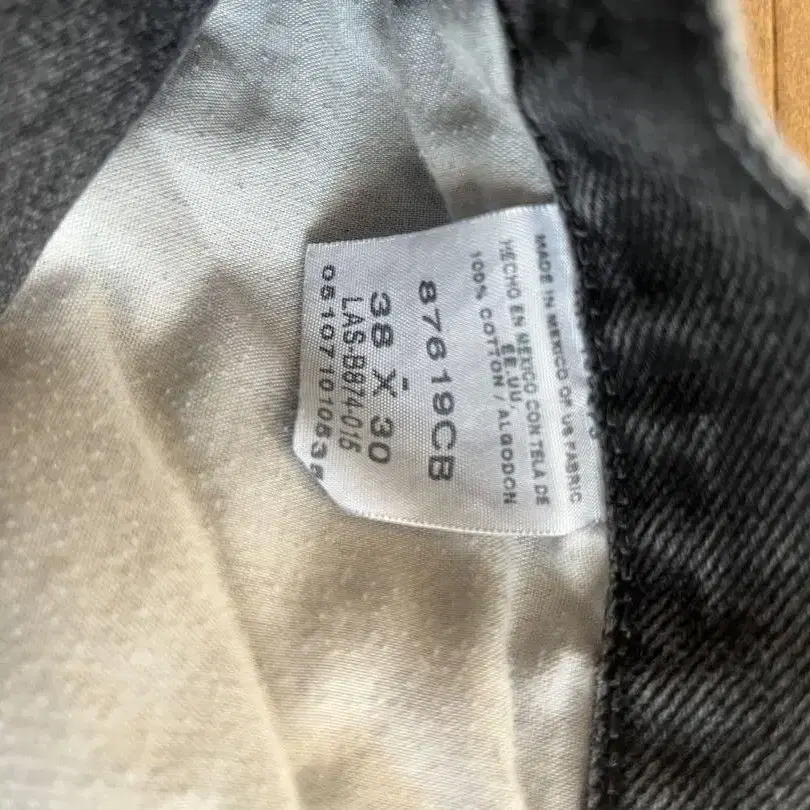 MADE IN MEXICO OF US FABRIC
HECHO EN MEXICO CON TELA DE
EE.UU.
100% COTTON / ALGODON
87619CB
-
38 X 30
LAS-B874-015